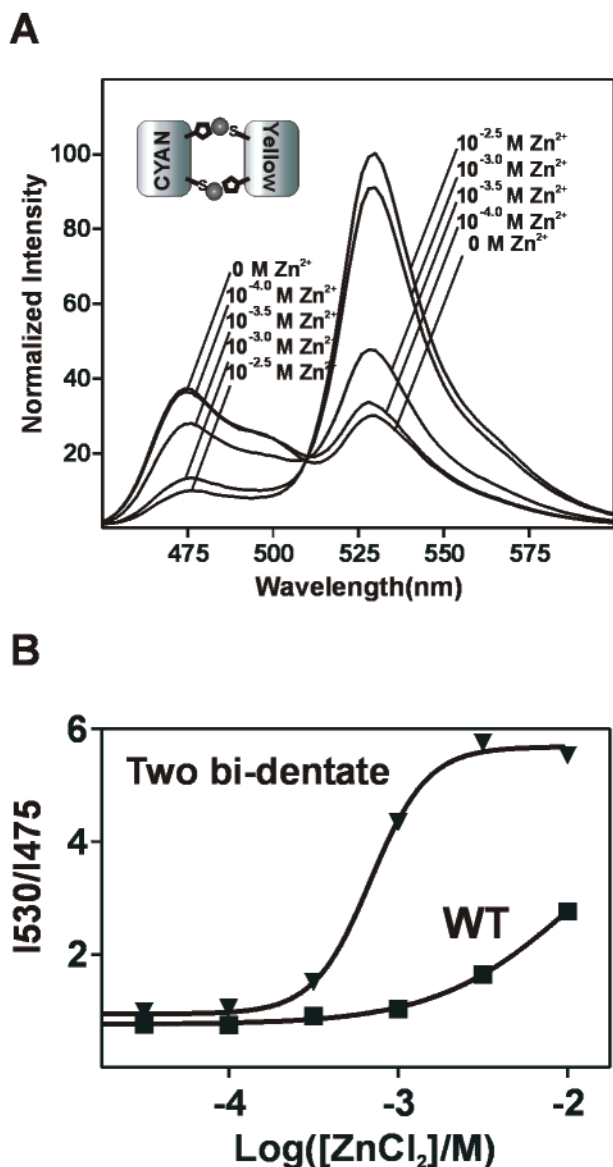 A
CYAN
S
S
Yellow
10-2.5 M Zn2+
10-3.0 M Zn2+
10-3.5 M Zn2+
10-4.0 M Zn2+
0 M Zn2+
0 M Zn2+
10-4.0 M Zn2+
10-3.5 M Zn2+
10-3.0 M Zn2
10-2.5 M Zn2
Normalized Intensity
100
80
60
40
20
475 500 525 550 575
Wavelength(nm)
B
Two bi-dentate
WT
I530/I475
6
4
2
-4 -3 -2
Log([ZnCl2]/M)